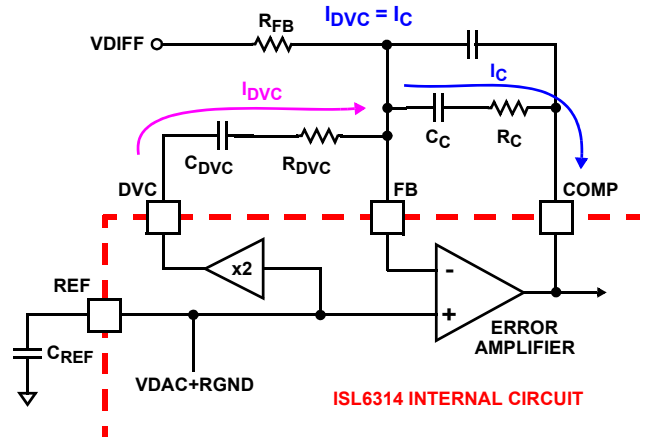 RFB
IDVC = IC
VDIFF
IDVC
IC
CDVC
RDVC
CC
RC
DVC
FB
COMP
x2
REF
-
+
CREF
ERROR
AMPLIFIER
VDAC+RGND
ISL6314 INTERNAL CIRCUIT